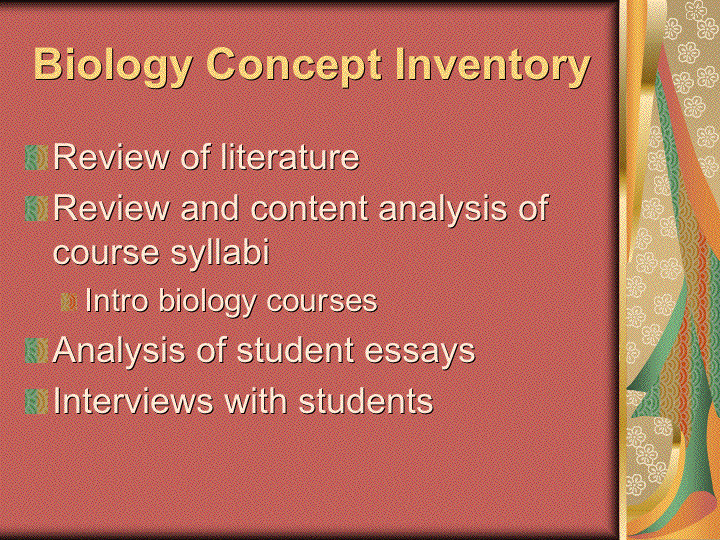 Biology Concept Inventory
Review of literature
Review and content analysis of
course syllabi
Intro biology courses
Analysis of student essays
Interviews with students